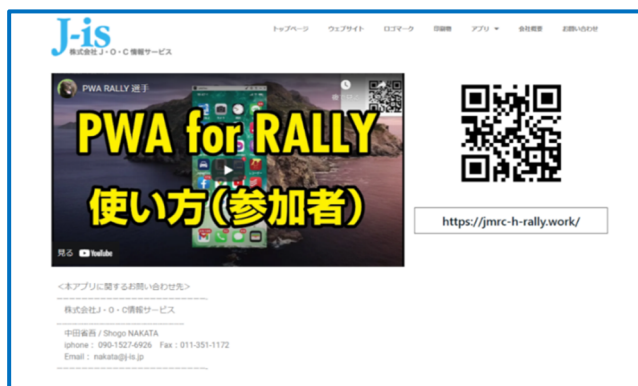 J-is
株式会社 J・O・C 情報サービス
トップページ ウェブサイト ロゴマーク 印刷物 アプリ ▼ 会社概要 お問い合わせ
PWA RALLY 選手
PWA for RALLY
使い方(参加者)
見る YouTube
https://jmrc-h-rally.work/
<本アプリに関するお問い合わせ先>
株式会社J・O・C情報サービス
中田省吾 / Shogo NAKATA
iphone : 090-1527-6926 Fax : 011-351-1172
Email : nakata@j-is.jp